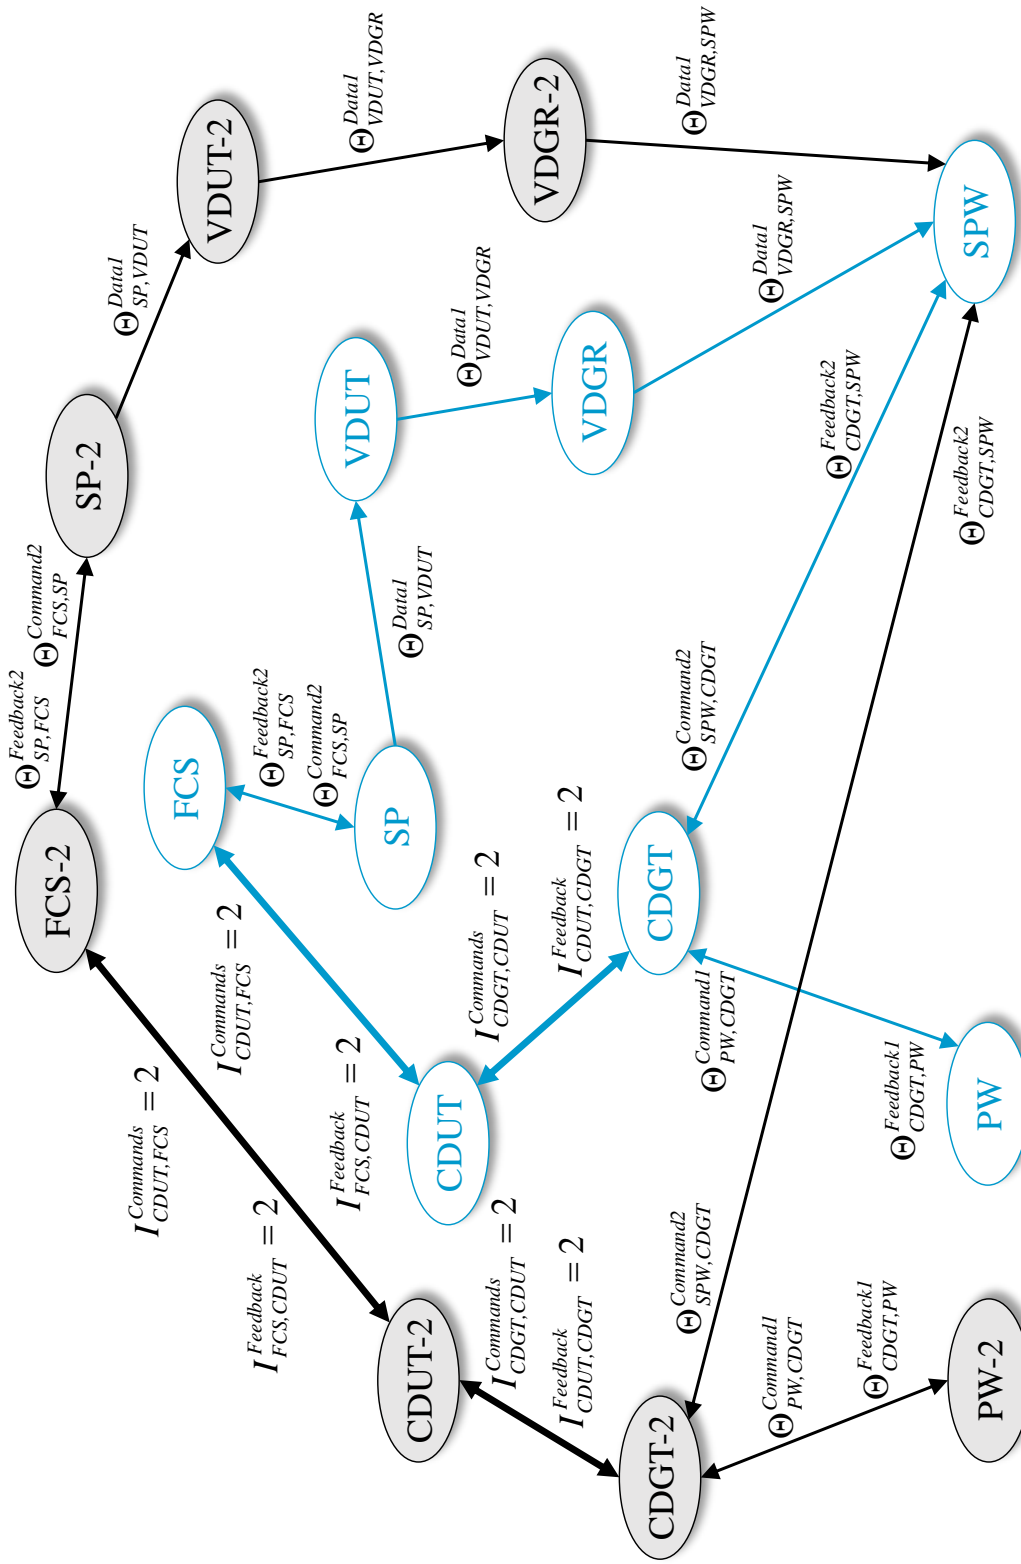 Θ^{Feedback2}_{SP,FCS}
Θ^{Command2}_{FCS,SP}
FCS-2
SP-2
Θ^{Data1}_{SP,VDUT}
I^{Commands}_{CDUT,FCS} = 2
FCS
VDUT-2
I^{Commands}_{CDUT,FCS} = 2
I^{Feedback}_{FCS,CDUT} = 2
Θ^{Feedback2}_{SP,FCS}
Θ^{Command2}_{FCS,SP}
I^{Feedback}_{FCS,CDUT} = 2
VDUT
Θ^{Data1}_{VDUT,VDGR}
SP
Θ^{Data1}_{SP,VDUT}
CDUT-2
CDUT
Θ^{Data1}_{VDUT,VDGR}
I^{Commands}_{CDGT,CDUT} = 2
I^{Commands}_{CDGT,CDUT} = 2
VDGR-2
I^{Feedback}_{CDUT,CDGT} = 2
I^{Feedback}_{CDUT,CDGT} = 2
VDGR
CDGT-2
CDGT
Θ^{Command2}_{SPW,CDGT}
Θ^{Command1}_{PW,CDGT}
Θ^{Command2}_{SPW,CDGT}
Θ^{Data1}_{VDGR,SPW}
Θ^{Command1}_{PW,CDGT}
Θ^{Data1}_{VDGR,SPW}
Θ^{Feedback2}_{CDGT,SPW}
Θ^{Feedback1}_{CDGT,PW}
Θ^{Feedback1}_{CDGT,PW}
Θ^{Feedback2}_{CDGT,SPW}
PW-2
PW
SPW